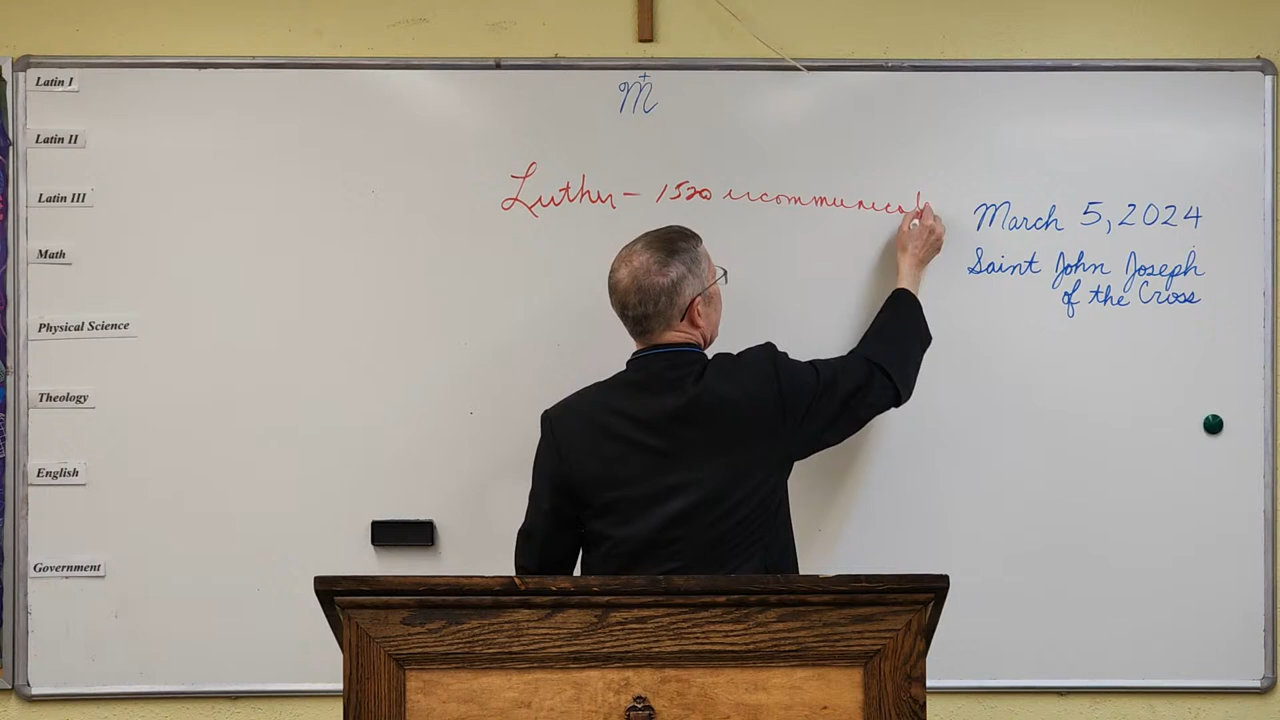 Latin I
M
Latin II
Luther - 1520
March 5, 2024
Latin III
Math
Saint John Joseph
of the Cross
Physical Science
Theology
English
Government